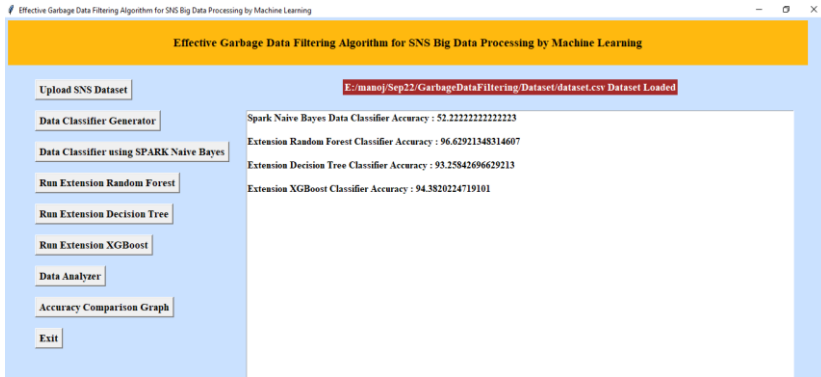 Effective Garbage Data Filtering Algorithm for SNS Big Data Processing by Machine Learning
Effective Garbage Data Filtering Algorithm for SNS Big Data Processing by Machine Learning
Upload SNS Dataset
E:/manoj/Sep22/GarbageDataFiltering/Dataset/dataset.csv Dataset Loaded
Data Classifier Generator
Data Classifier using SPARK Naive Bayes
Run Extension Random Forest
Run Extension Decision Tree
Run Extension XGBoost
Data Analyzer
Accuracy Comparison Graph
Exit
Spark Naive Bayes Data Classifier Accuracy : 52.22222222222223
Extension Random Forest Classifier Accuracy : 96.62921348314607
Extension Decision Tree Classifier Accuracy : 93.25842696629213
Extension XGBoost Classifier Accuracy : 94.3820224719101